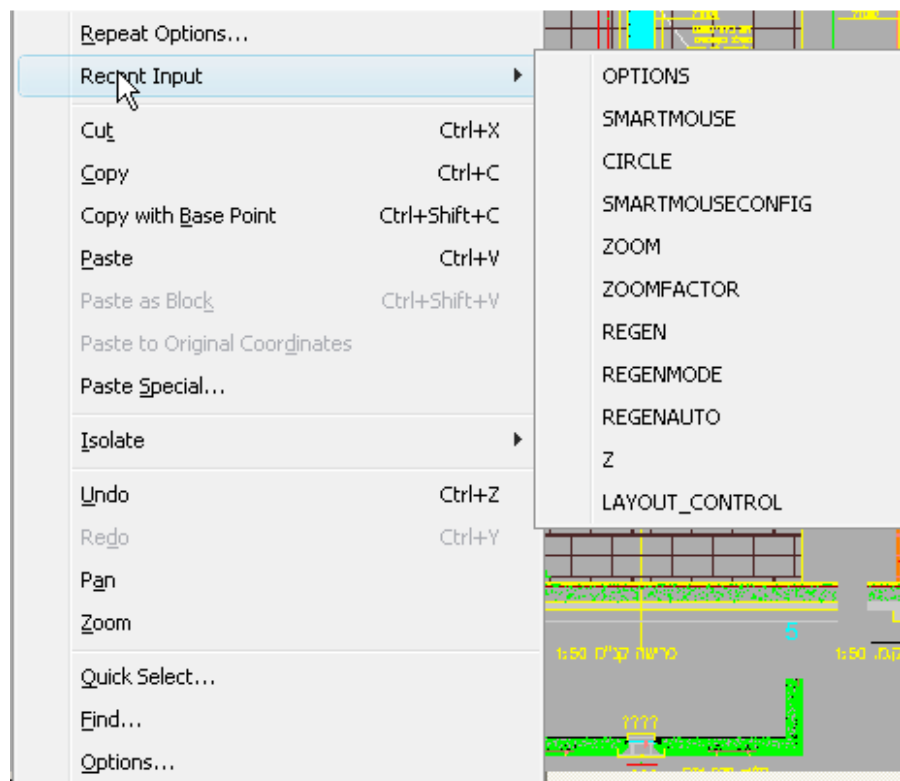 Repeat Options...
Recent Input
Cut Ctrl+X
Copy Ctrl+C
Copy with Base Point Ctrl+Shift+C
Paste Ctrl+V
Paste as Block Ctrl+Shift+V
Paste to Original Coordinates
Paste Special...
Isolate
Undo Ctrl+Z
Redo Ctrl+Y
Pan
Zoom
Quick Select...
Find...
Options...
OPTIONS
SMARTMOUSE
CIRCLE
SMARTMOUSECONFIG
ZOOM
ZOOMFACTOR
REGEN
REGENMODE
REGENAUTO
Z
LAYOUT_CONTROL
5
פרישה קנ"מ 1:50
1:50
????